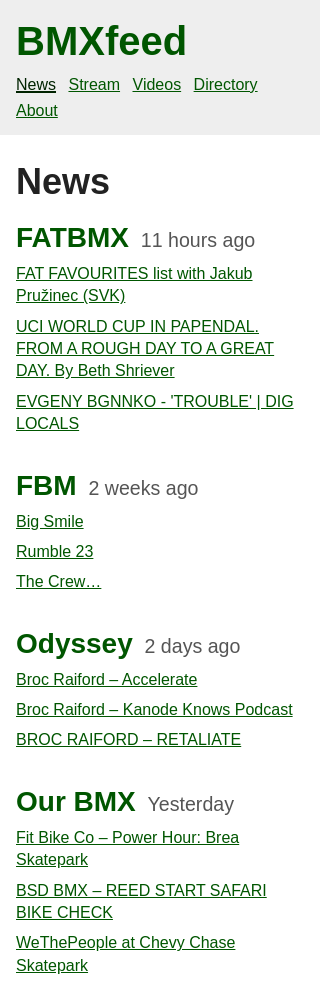 BMXfeed
News Stream Videos Directory
About
News
FATBMX 11 hours ago
FAT FAVOURITES list with Jakub
Pružinec (SVK)
UCI WORLD CUP IN PAPENDAL.
FROM A ROUGH DAY TO A GREAT
DAY. By Beth Shriever
EVGENY BGNNKO - 'TROUBLE' | DIG
LOCALS
FBM 2 weeks ago
Big Smile
Rumble 23
The Crew…
Odyssey 2 days ago
Broc Raiford – Accelerate
Broc Raiford – Kanode Knows Podcast
BROC RAIFORD – RETALIATE
Our BMX Yesterday
Fit Bike Co – Power Hour: Brea
Skatepark
BSD BMX – REED START SAFARI
BIKE CHECK
WeThePeople at Chevy Chase
Skatepark